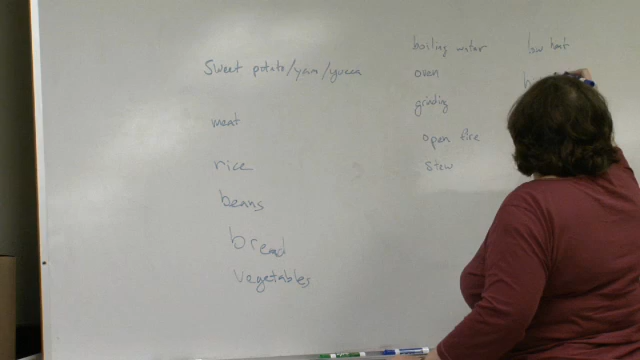 Sweet potato/yam/yucca
meat
rice
beans
bread
vegetables
boiling water
oven
grinding
open fire
stew
low heat